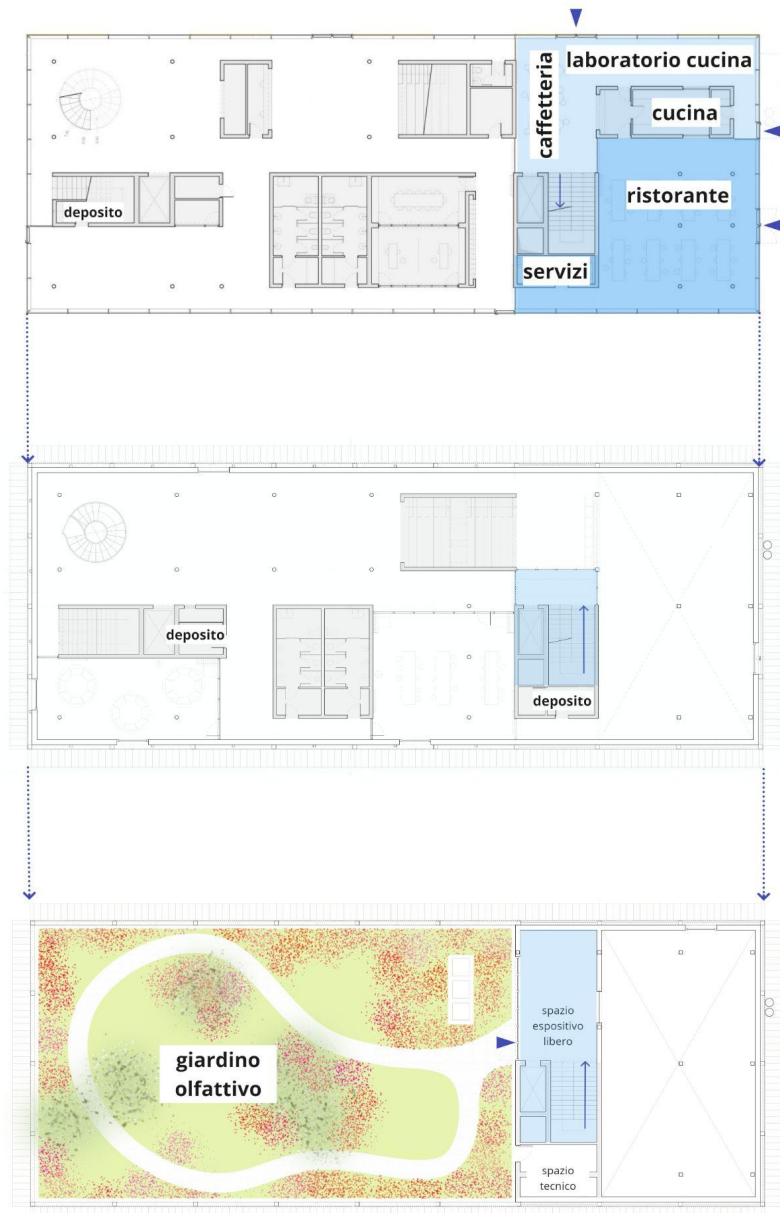 laboratorio cucina
caffetteria
cucina
ristorante
deposito
servizi
deposito
deposito
giardino
olfattivo
spazio
espositivo
libero
spazio
tecnico